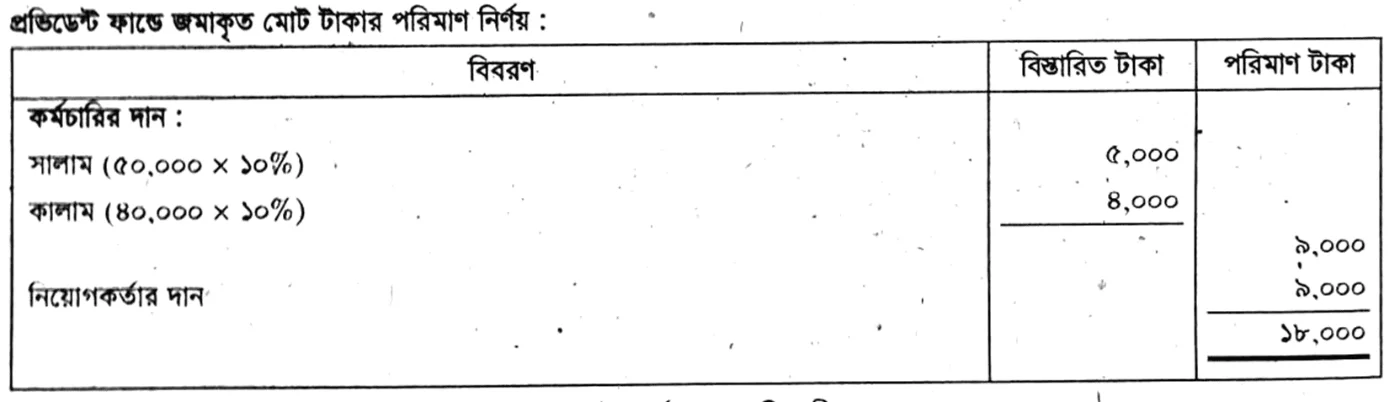 প্রভিডেন্ট ফান্ডে জমাকৃত মোট টাকার পরিমাণ নির্ণয় :
বিবরণ বিস্তারিত টাকা পরিমাণ টাকা
কর্মচারির দান :
সালাম (৫০,০০০ × ১০%) ৫,০০০
কালাম (৪০,০০০ × ১০%) ৪,০০০
৯,০০০
নিয়োগকর্তার দান ৯,০০০
১৮,০০০